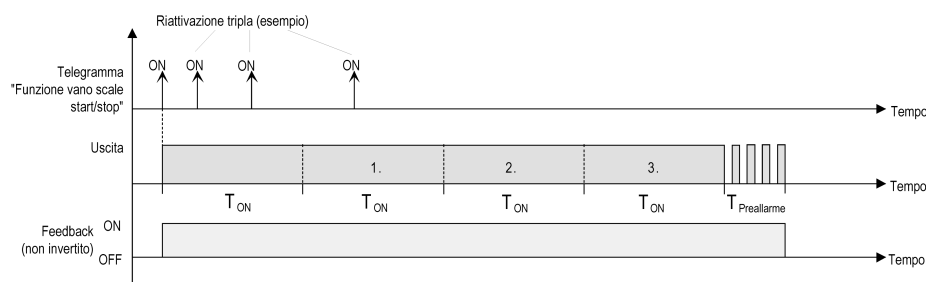 Riattivazione tripla (esempio)
ON ON ON ON
Telegramma
"Funzione vano scale
start/stop"
Tempo
Uscita
1. 2. 3.
Tempo
T ON T ON T ON T ON T Preallarme
Feedback
(non invertito)
ON
OFF
Tempo